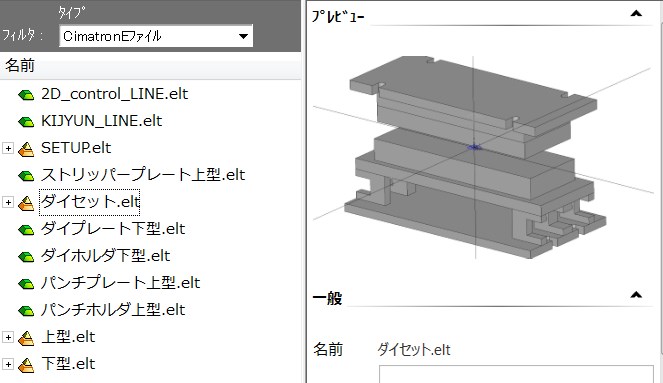 ﾀｲﾌﾟ
ﾌｨﾙﾀ :
CimatronEﾌｧｲﾙ
名前
2D_control_LINE.elt
KIJYUN_LINE.elt
SETUP.elt
ストリッパープレート上型.elt
ダイセット.elt
ダイプレート下型.elt
ダイホルダ下型.elt
パンチプレート上型.elt
パンチホルダ上型.elt
上型.elt
下型.elt
ﾌﾟﾚﾋﾞｭｰ
一般
名前 ダイセット.elt